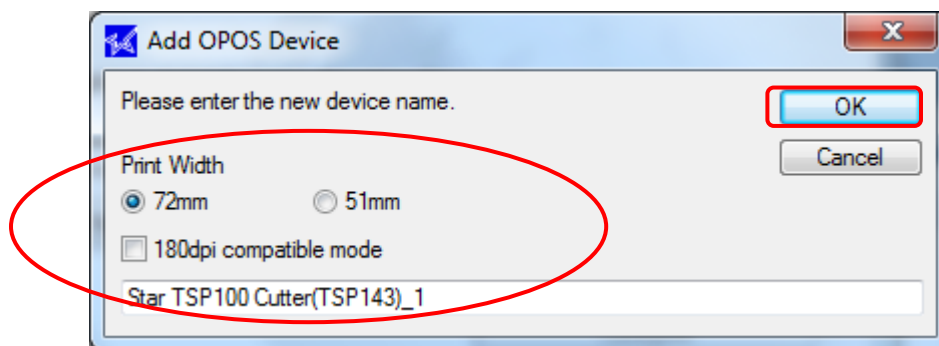 Add OPOS Device
Please enter the new device name.
OK
Cancel
Print Width
72mm 51mm
180dpi compatible mode
Star TSP100 Cutter(TSP143)_1